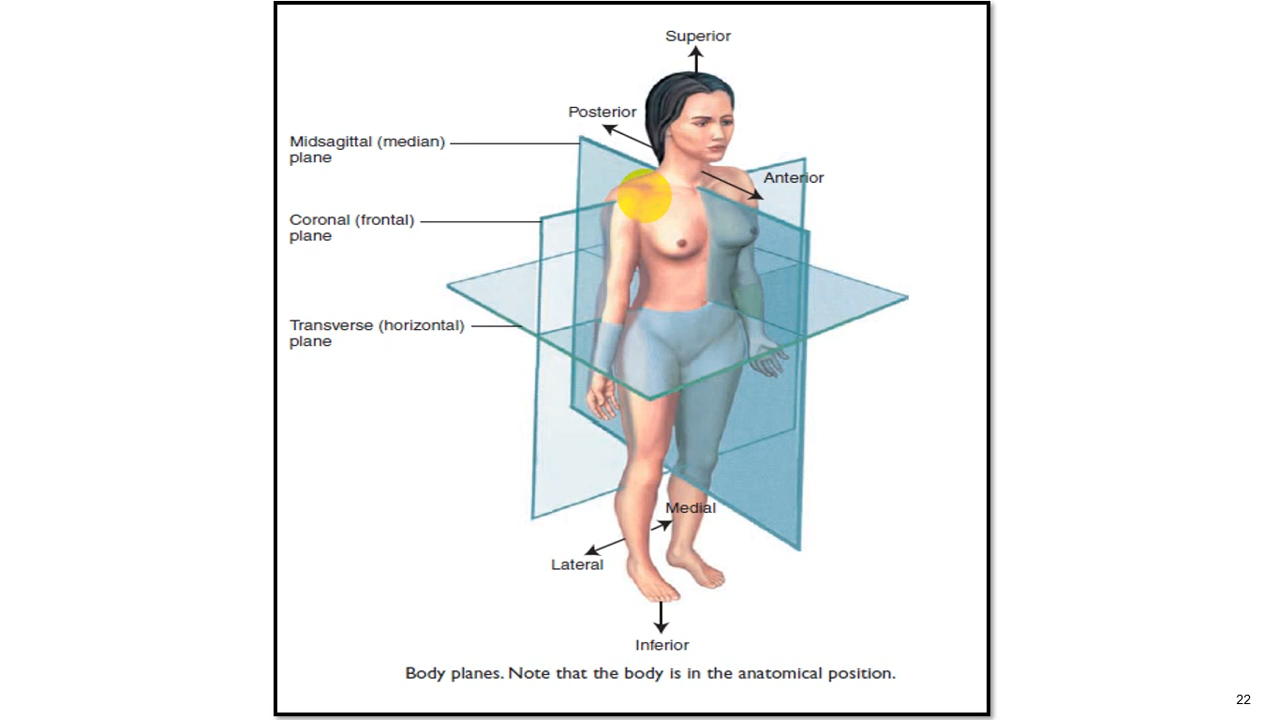 Superior
Posterior
Midsagittal (median)
plane
Anterior
Coronal (frontal)
plane
Transverse (horizontal)
plane
Medial
Lateral
Inferior
Body planes. Note that the body is in the anatomical position.
22